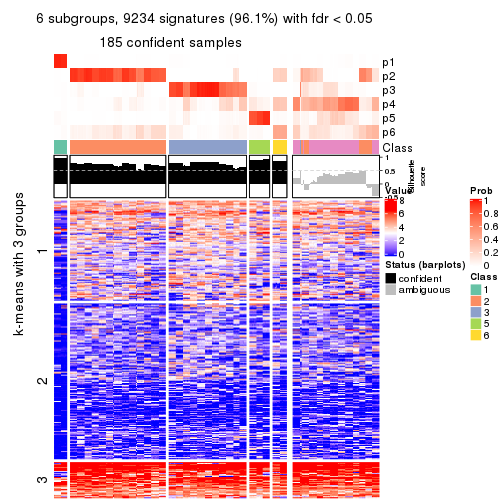 6 subgroups, 9234 signatures (96.1%) with fdr < 0.05
185 confident samples
p1
p2
p3
p4
p5
p6
Class
1
0.5
0
-0.5
Silhouette
score
k-means with 3 groups
1
2
3
Value
8
6
4
2
0
Status (barplots)
confident
ambiguous
Prob
1
0.8
0.6
0.4
0.2
0
Class
1
2
3
5
6